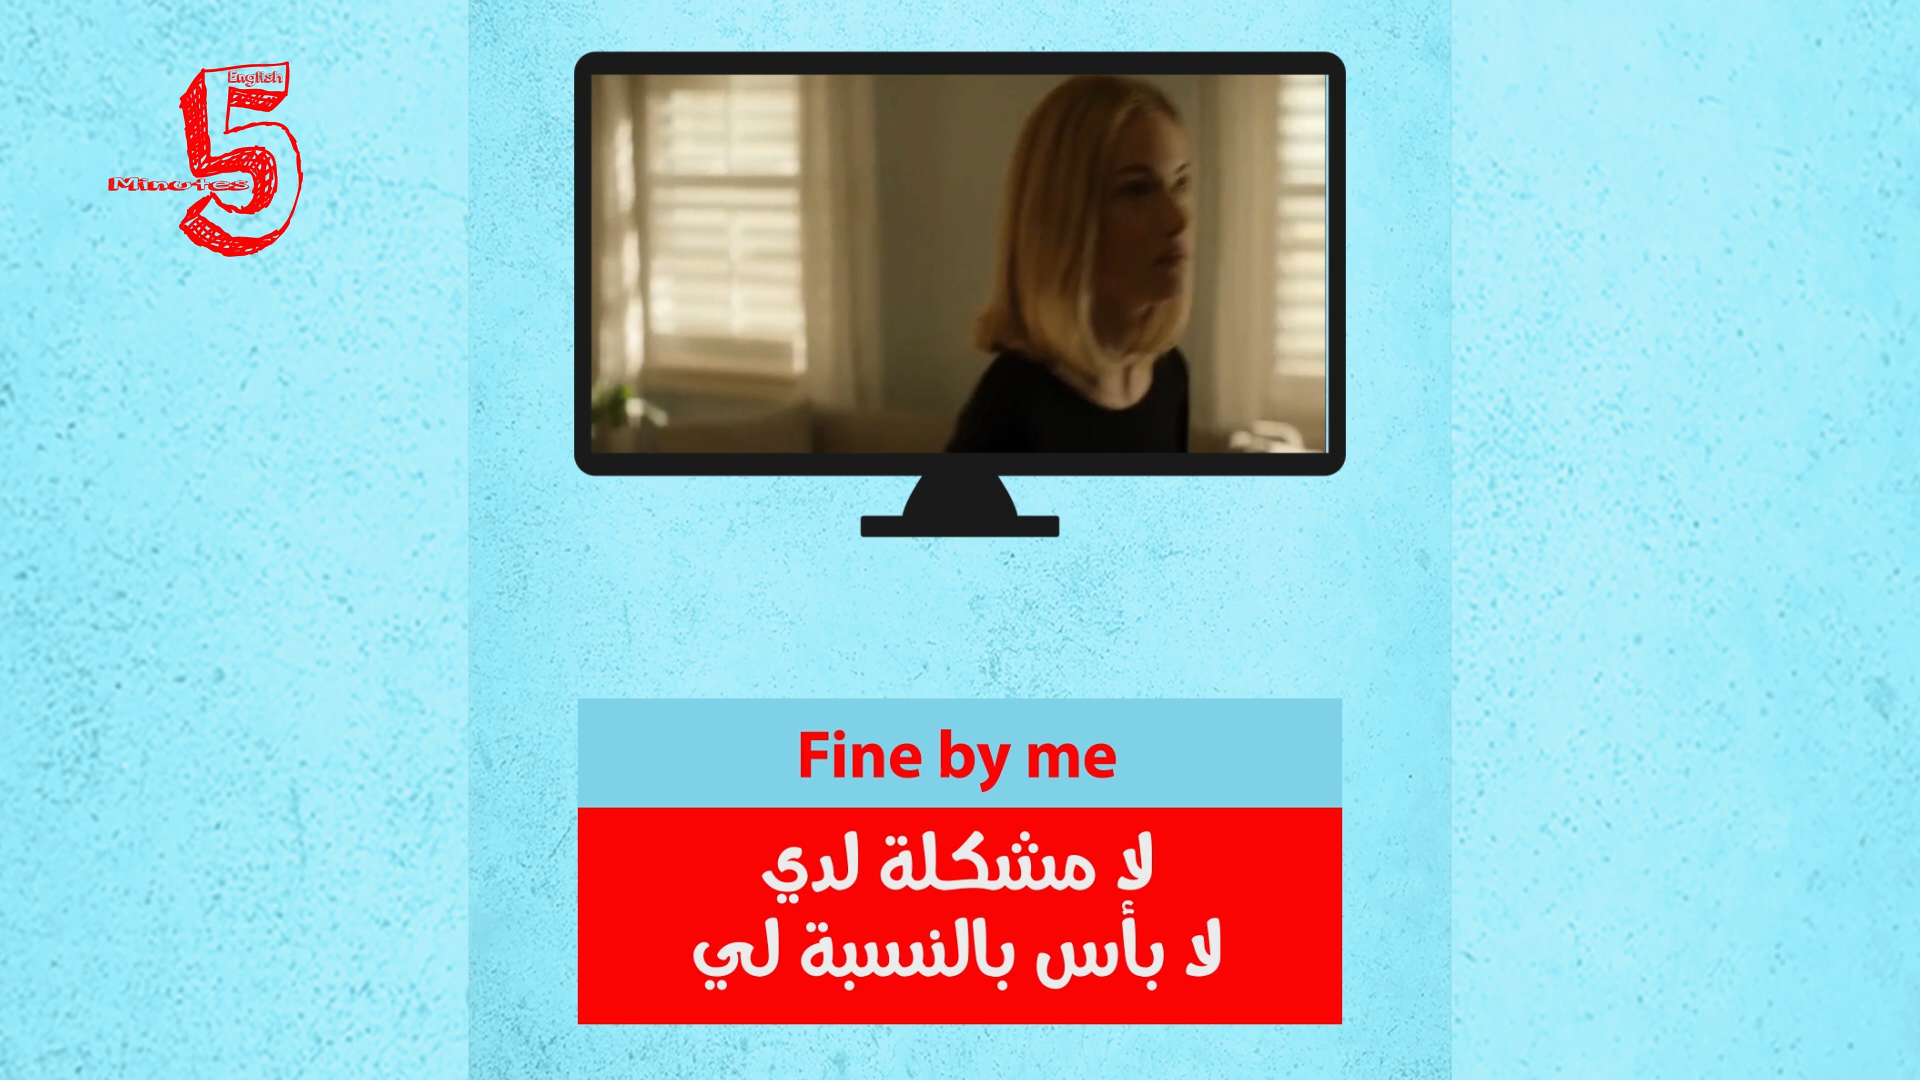 English
5
Minutes
Fine by me
لا مشكلة لدي
لا بأس بالنسبة لي